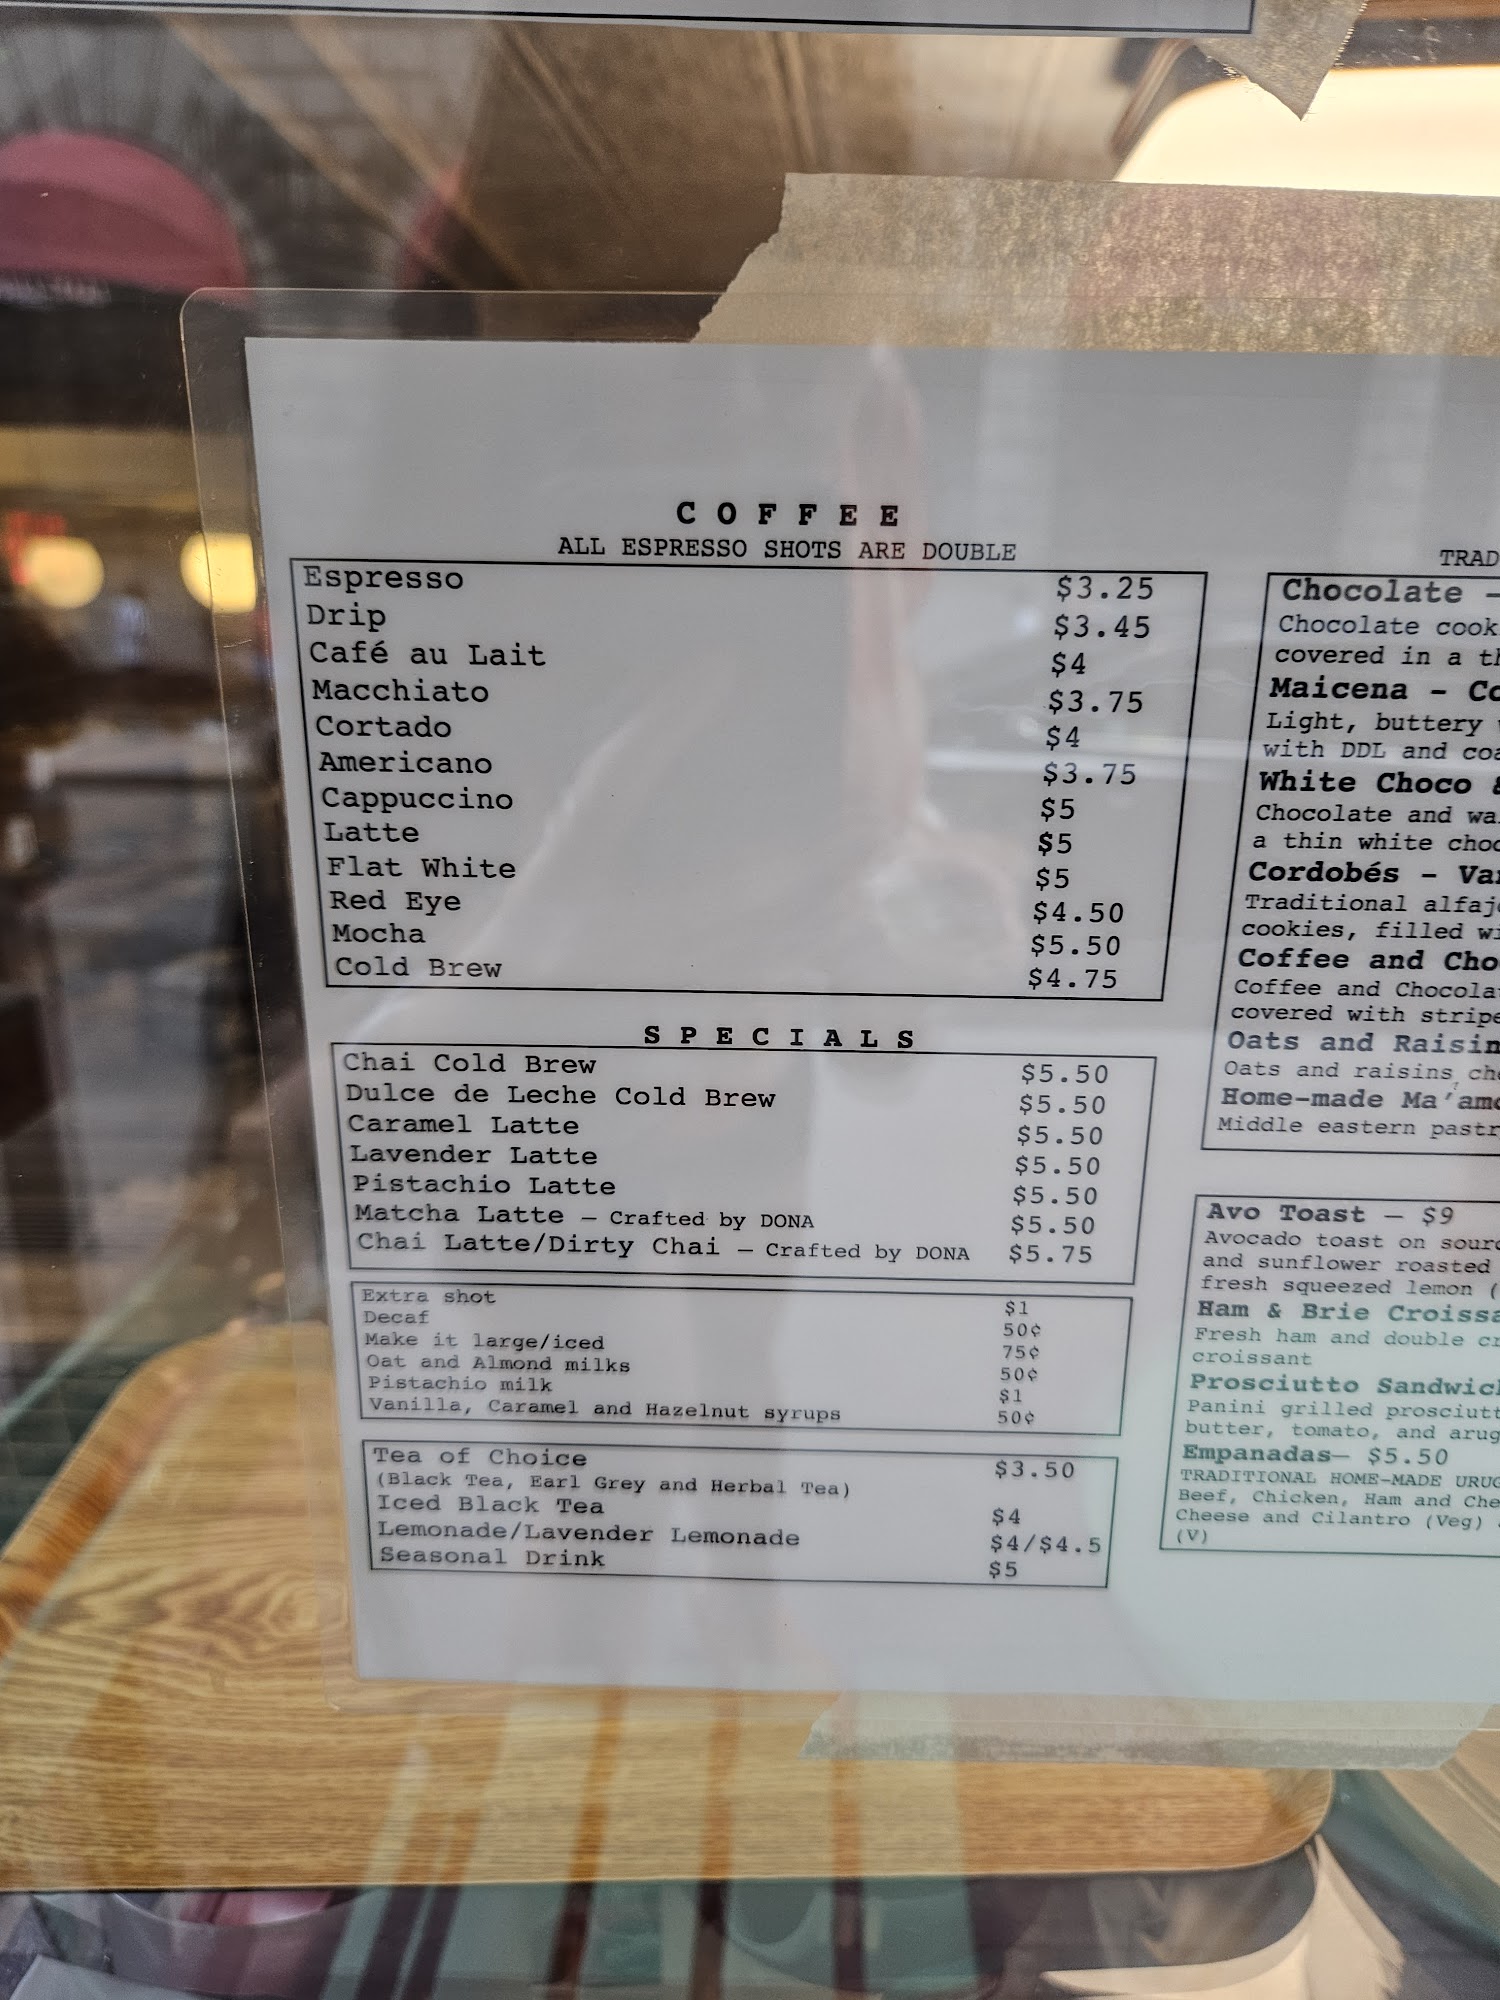 COFFEE
ALL ESPRESSO SHOTS ARE DOUBLE
Espresso $3.25
Drip $3.45
Café au Lait $4
Macchiato $3.75
Cortado $4
Americano $3.75
Cappuccino $5
Latte $5
Flat White $5
Red Eye $4.50
Mocha $5.50
Cold Brew $4.75
SPECIALS
Chai Cold Brew $5.50
Dulce de Leche Cold Brew $5.50
Caramel Latte $5.50
Lavender Latte $5.50
Pistachio Latte $5.50
Matcha Latte – Crafted by DONA $5.50
Chai Latte/Dirty Chai – Crafted by DONA $5.75
Extra shot $1
Decaf 50¢
Make it large/iced 75¢
Oat and Almond milks 50¢
Pistachio milk $1
Vanilla, Caramel and Hazelnut syrups 50¢
Tea of Choice $3.50
(Black Tea, Earl Grey and Herbal Tea)
Iced Black Tea $4
Lemonade/Lavender Lemonade $4/$4.5
Seasonal Drink $5
Chocolate –
Chocolate
covered in a
Maicena –
Light, buttery
with DDL and
White Choco &
Chocolate and
a thin white
Cordobés –
Traditional
cookies, filled
Coffee and
Coffee and
covered with
Oats and
Oats and raisins,
Home-made
Middle eastern
Avo Toast – $9
Avocado toast on
and sunflower roasted
fresh squeezed lemon (
Ham & Brie
Fresh ham and double
croissant
Prosciutto
Panini grilled
butter, tomato, and
Empanadas– $5.50
TRADITIONAL HOME-MADE
Beef, Chicken, Ham and
Cheese and Cilantro (Veg)
(V)